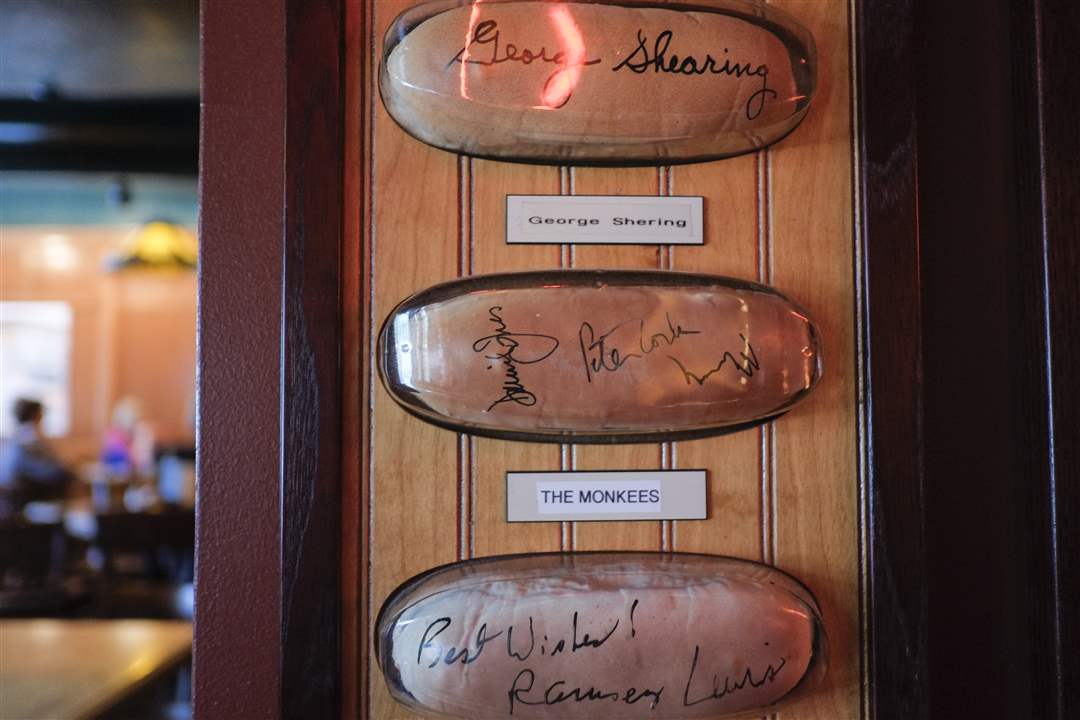 George Shearing
George Shering
Peter Tork
THE MONKEES
Best Wishes!
Ramsey Lewis